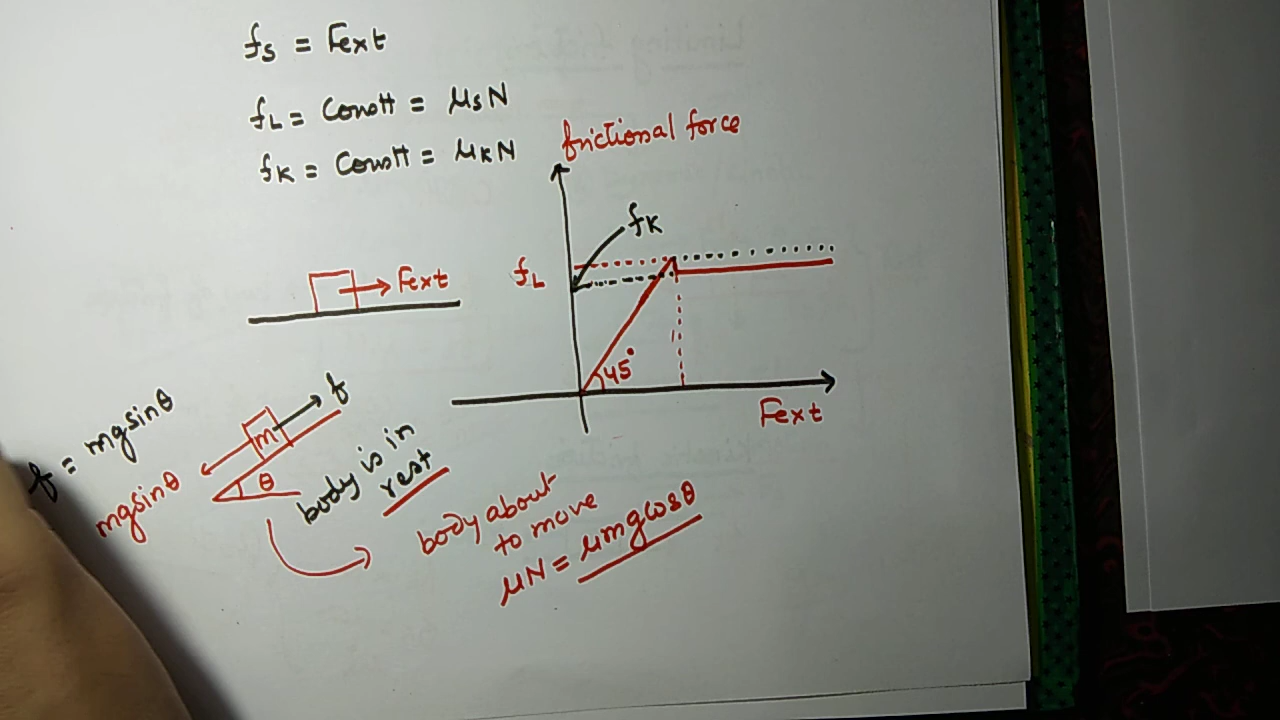 fs = Fext
fL = Constt = μsN
fK = Constt = μKN
frictional force
fK
fL
Fext
45°
Fext
f
m
θ
mgsinθ
f = mgsinθ
body is in
rest
body about
to move
μN = μmgcosθ